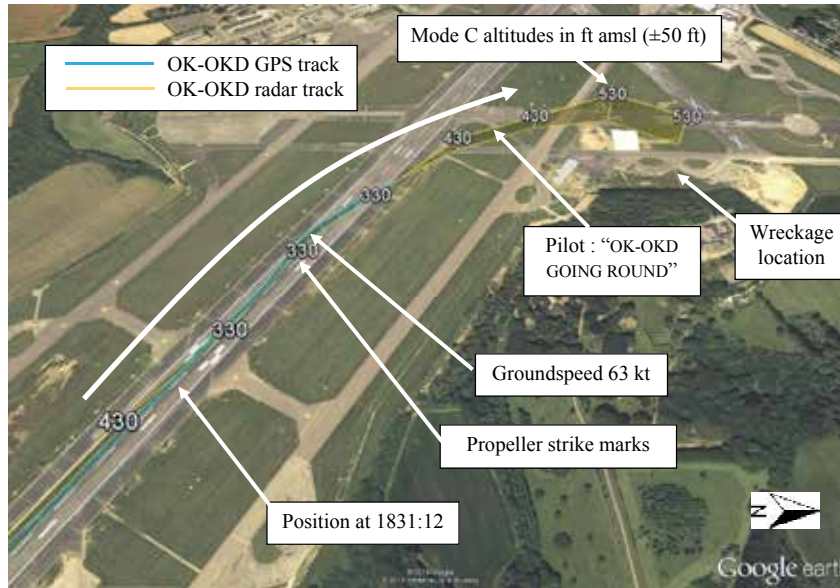 Mode C altitudes in ft amsl (±50 ft)
OK-OKD GPS track
OK-OKD radar track
530
430
530
430
330
Pilot : “OK-OKD
GOING ROUND”
Wreckage
location
330
330
Groundspeed 63 kt
430
Propeller strike marks
Position at 1831:12
N
Google earth